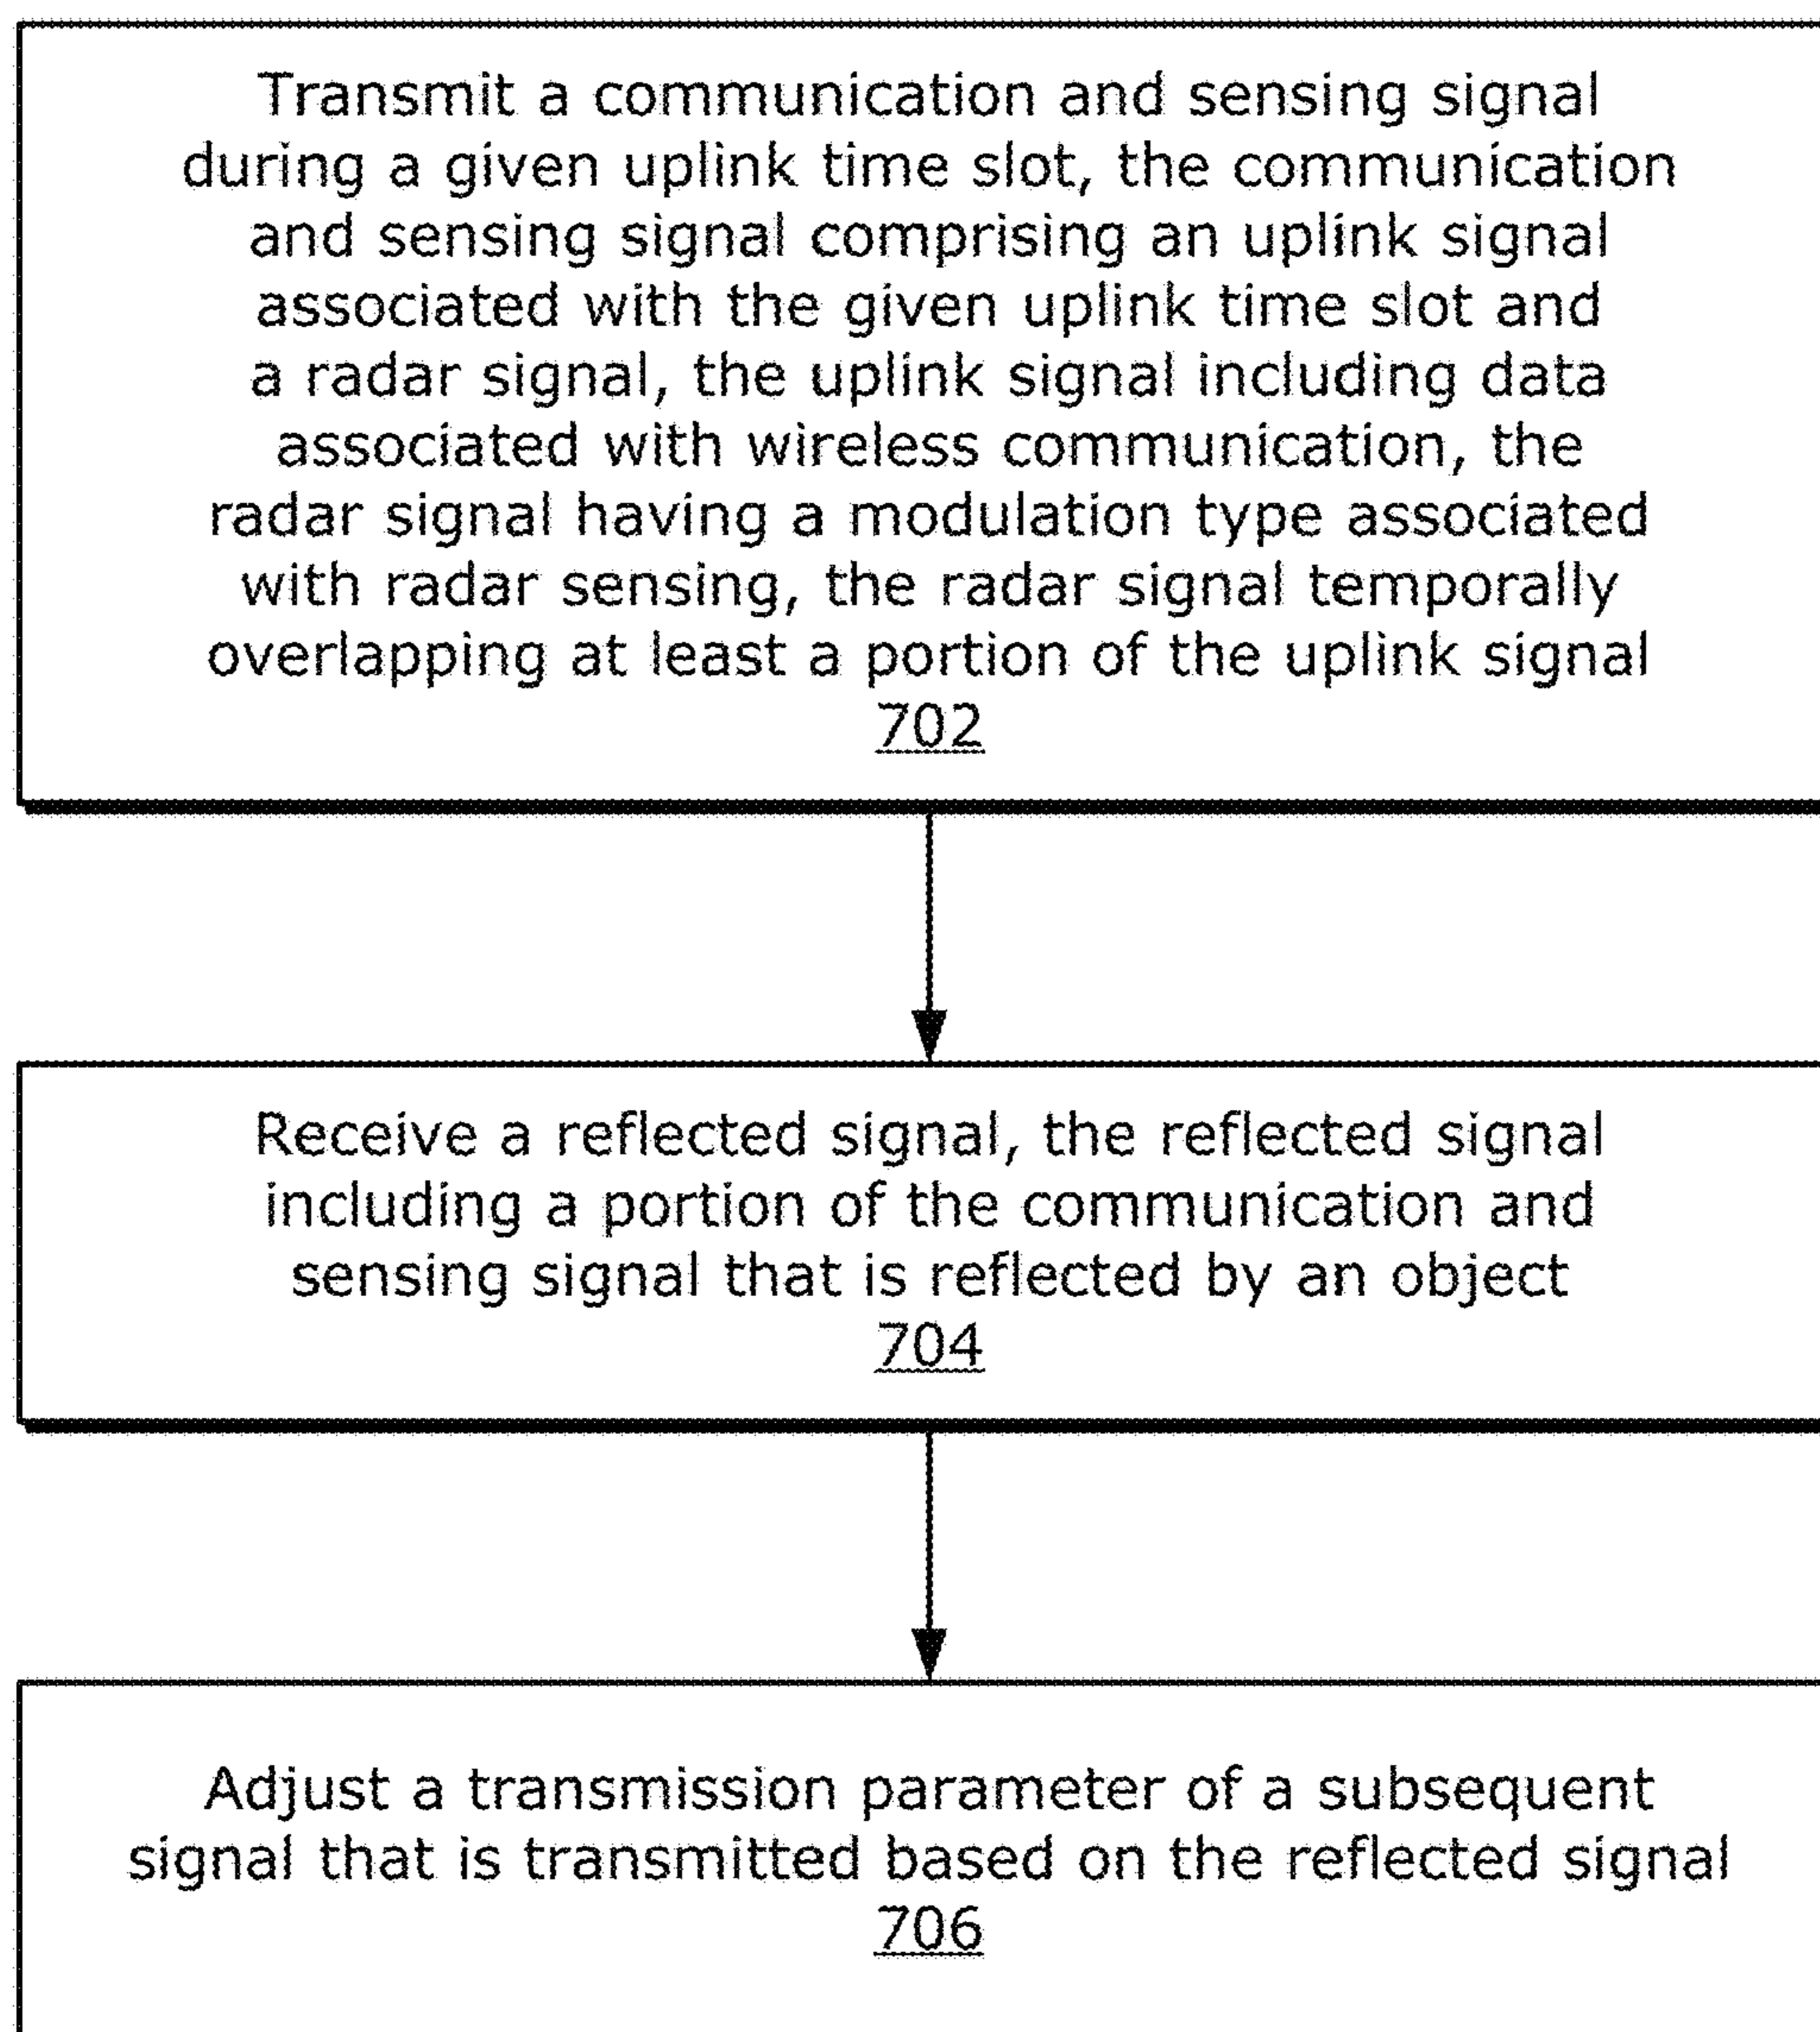 Transmit a communication and sensing signal
during a given uplink time slot, the communication
and sensing signal comprising an uplink signal
associated with the given uplink time slot and
a radar signal, the uplink signal including data
associated with wireless communication, the
radar signal having a modulation type associated
with radar sensing, the radar signal temporally
overlapping at least a portion of the uplink signal
702
Receive a reflected signal, the reflected signal
including a portion of the communication and
sensing signal that is reflected by an object
704
Adjust a transmission parameter of a subsequent
signal that is transmitted based on the reflected signal
706